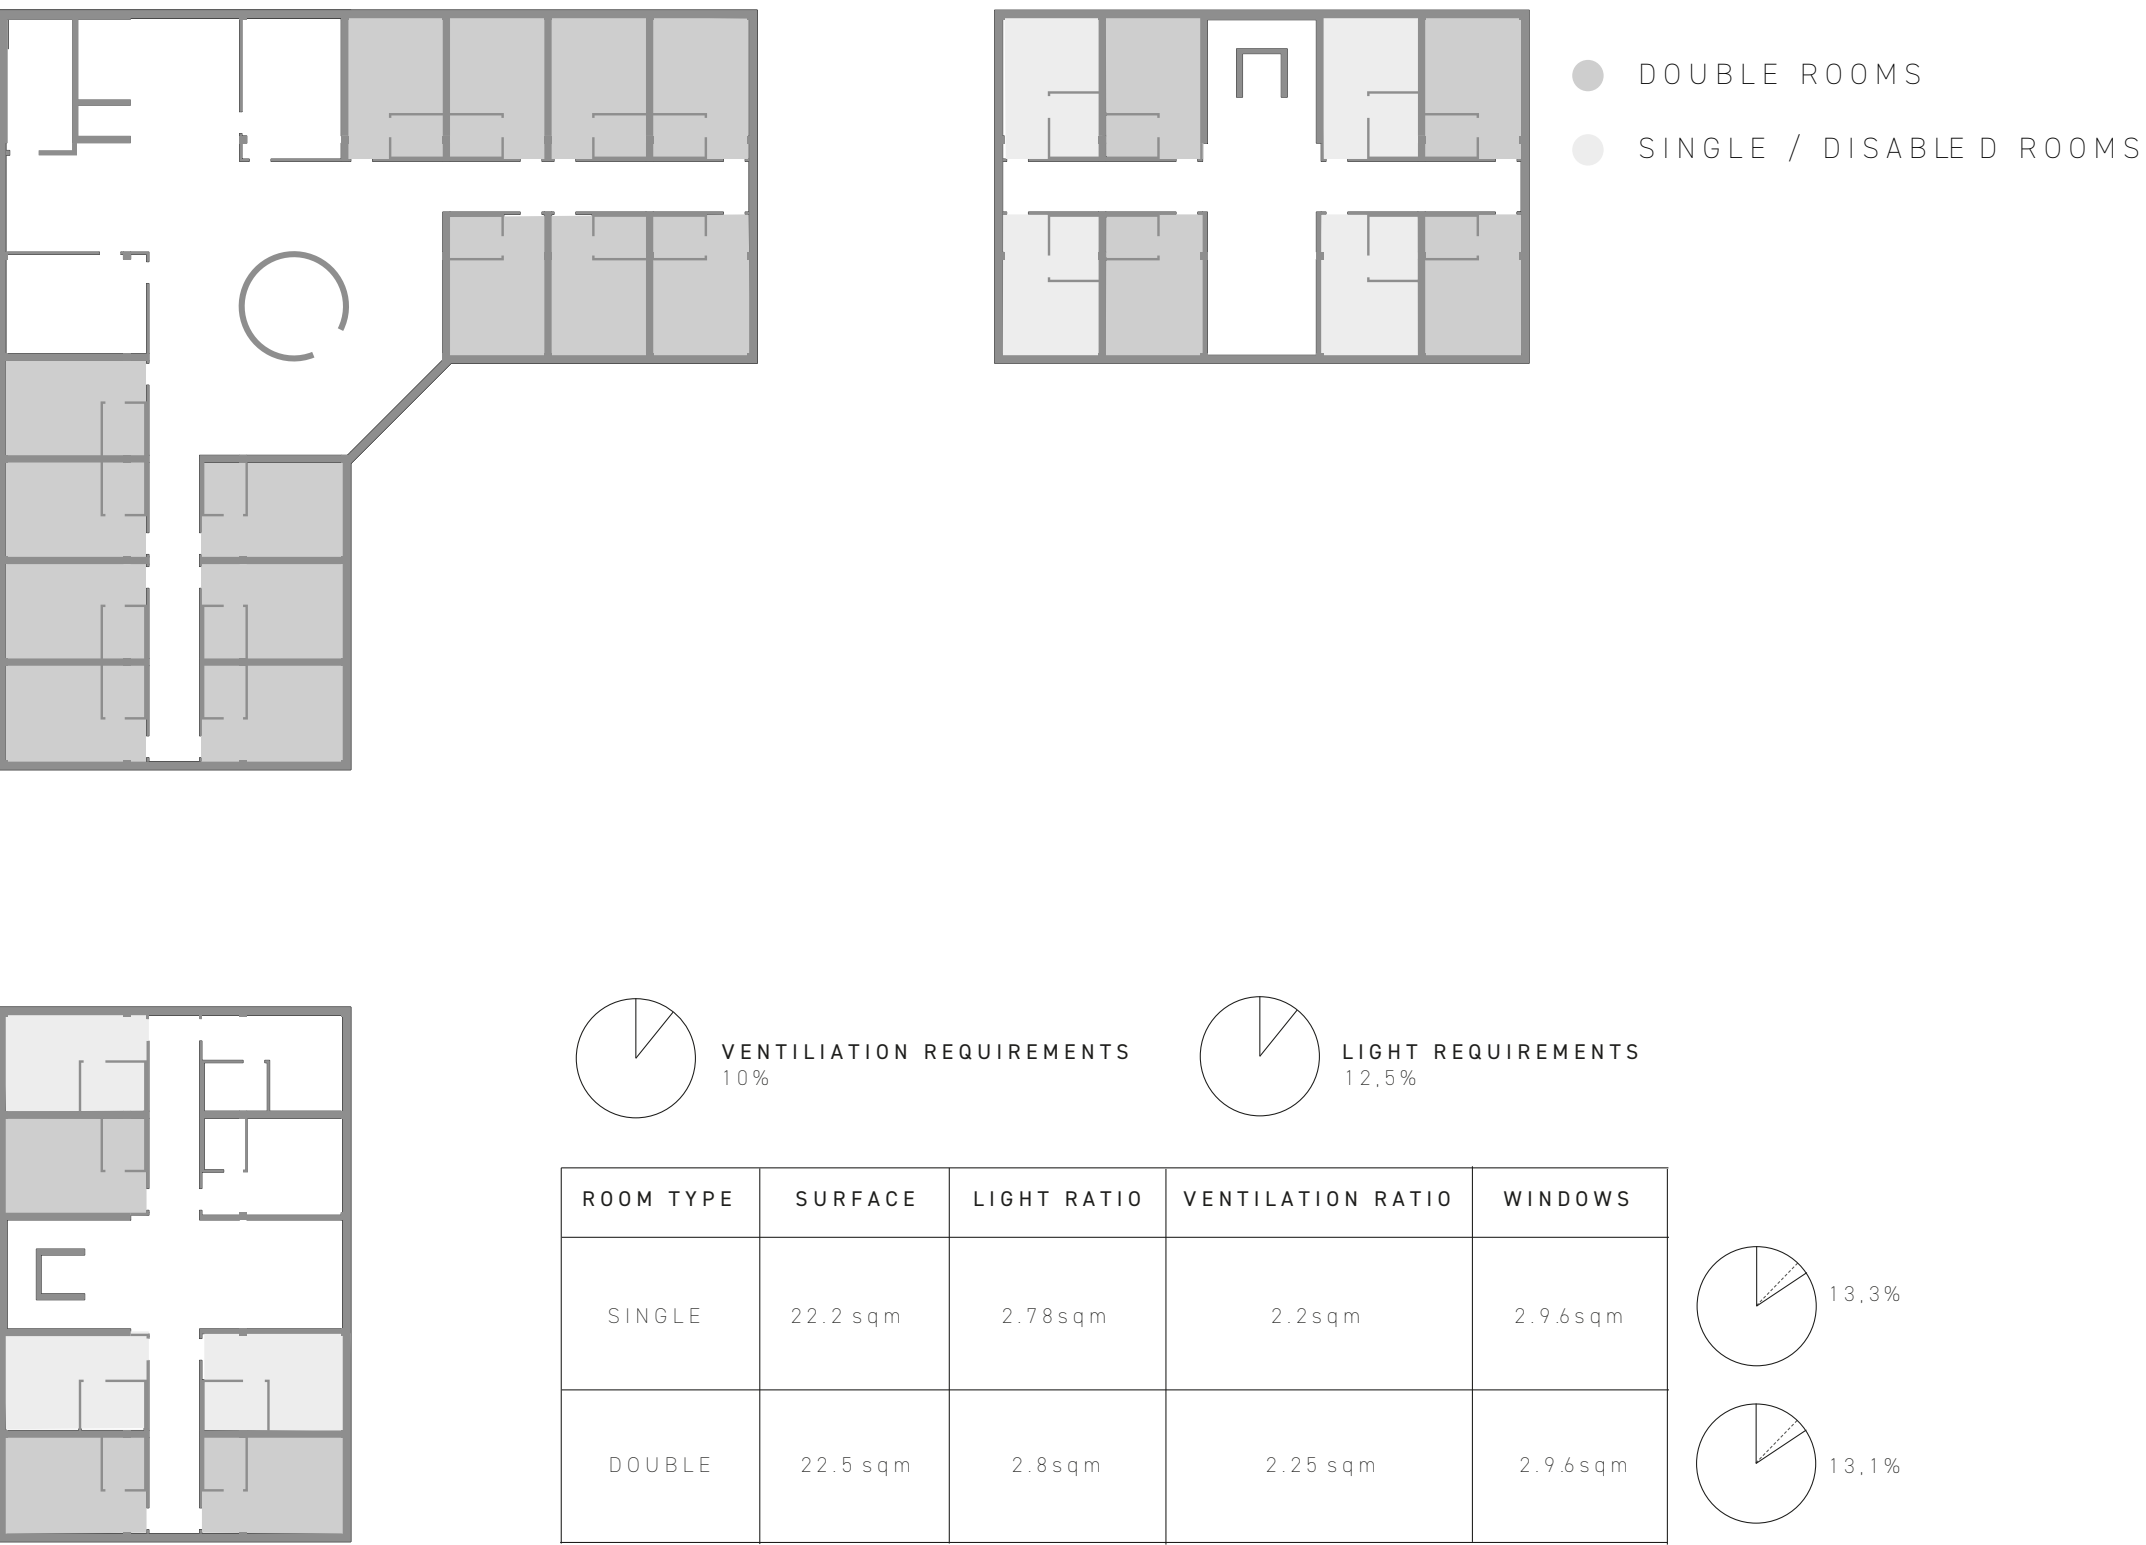 DOUBLE ROOMS
SINGLE / DISABLED ROOMS
VENTILIATION REQUIREMENTS
10%
LIGHT REQUIREMENTS
12,5%
ROOM TYPE SURFACE LIGHT RATIO VENTILATION RATIO WINDOWS
SINGLE 22.2 sqm 2.78sqm 2.2sqm 2.9.6sqm
13,3%
DOUBLE 22.5 sqm 2.8sqm 2.25 sqm 2.9.6sqm
13,1%